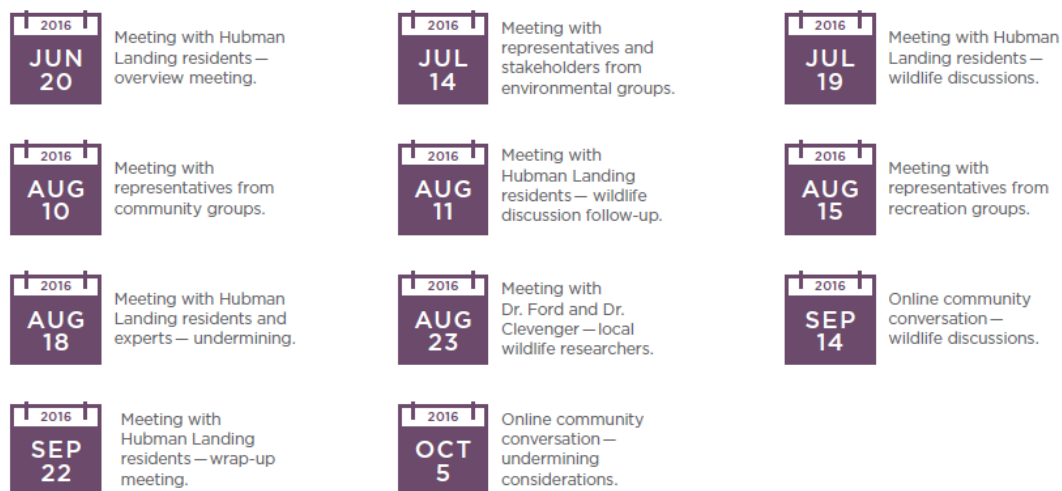 2016
JUN
20
Meeting with Hubman
Landing residents —
overview meeting.
2016
JUL
14
Meeting with
representatives and
stakeholders from
environmental groups.
2016
JUL
19
Meeting with Hubman
Landing residents —
wildlife discussions.
2016
AUG
10
Meeting with
representatives from
community groups.
2016
AUG
11
Meeting with
Hubman Landing
residents — wildlife
discussion follow-up.
2016
AUG
15
Meeting with
representatives from
recreation groups.
2016
AUG
18
Meeting with Hubman
Landing residents and
experts — undermining.
2016
AUG
23
Meeting with
Dr. Ford and Dr.
Clevenger — local
wildlife researchers.
2016
SEP
14
Online community
conversation —
wildlife discussions.
2016
SEP
22
Meeting with
Hubman Landing
residents — wrap-up
meeting.
2016
OCT
5
Online community
conversation —
undermining
considerations.